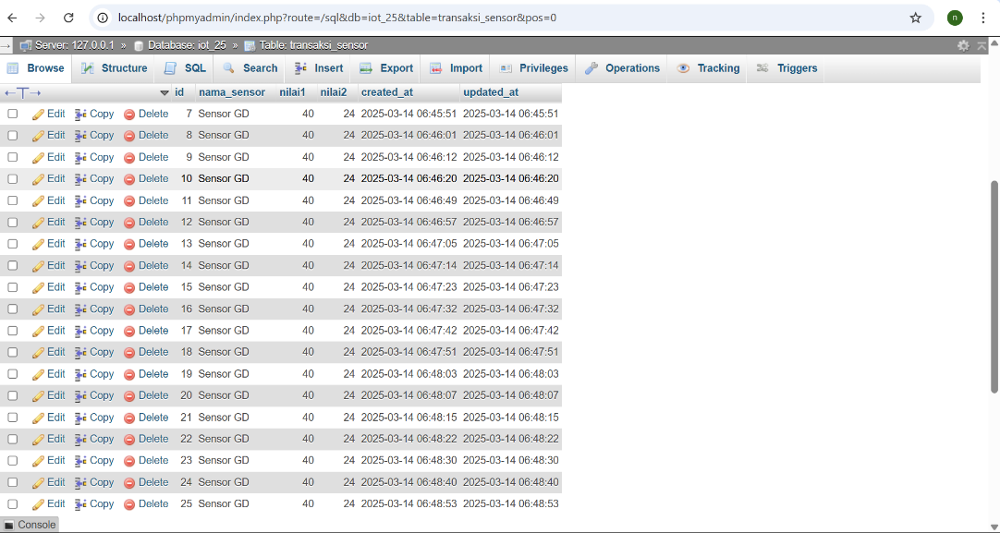 localhost/phpmyadmin/index.php?route=/sql&db=iot_25&table=transaksi_sensor&pos=0
n
Server: 127.0.0.1 » Database: iot_25 » Table: transaksi_sensor
Browse Structure SQL Search Insert Export Import Privileges Operations Tracking Triggers
←T→ id nama_sensor nilai1 nilai2 created_at updated_at
Edit Copy Delete 7 Sensor GD 40 24 2025-03-14 06:45:51 2025-03-14 06:45:51
Edit Copy Delete 8 Sensor GD 40 24 2025-03-14 06:46:01 2025-03-14 06:46:01
Edit Copy Delete 9 Sensor GD 40 24 2025-03-14 06:46:12 2025-03-14 06:46:12
Edit Copy Delete 10 Sensor GD 40 24 2025-03-14 06:46:20 2025-03-14 06:46:20
Edit Copy Delete 11 Sensor GD 40 24 2025-03-14 06:46:49 2025-03-14 06:46:49
Edit Copy Delete 12 Sensor GD 40 24 2025-03-14 06:46:57 2025-03-14 06:46:57
Edit Copy Delete 13 Sensor GD 40 24 2025-03-14 06:47:05 2025-03-14 06:47:05
Edit Copy Delete 14 Sensor GD 40 24 2025-03-14 06:47:14 2025-03-14 06:47:14
Edit Copy Delete 15 Sensor GD 40 24 2025-03-14 06:47:23 2025-03-14 06:47:23
Edit Copy Delete 16 Sensor GD 40 24 2025-03-14 06:47:32 2025-03-14 06:47:32
Edit Copy Delete 17 Sensor GD 40 24 2025-03-14 06:47:42 2025-03-14 06:47:42
Edit Copy Delete 18 Sensor GD 40 24 2025-03-14 06:47:51 2025-03-14 06:47:51
Edit Copy Delete 19 Sensor GD 40 24 2025-03-14 06:48:03 2025-03-14 06:48:03
Edit Copy Delete 20 Sensor GD 40 24 2025-03-14 06:48:07 2025-03-14 06:48:07
Edit Copy Delete 21 Sensor GD 40 24 2025-03-14 06:48:15 2025-03-14 06:48:15
Edit Copy Delete 22 Sensor GD 40 24 2025-03-14 06:48:22 2025-03-14 06:48:22
Edit Copy Delete 23 Sensor GD 40 24 2025-03-14 06:48:30 2025-03-14 06:48:30
Edit Copy Delete 24 Sensor GD 40 24 2025-03-14 06:48:40 2025-03-14 06:48:40
Edit Copy Delete 25 Sensor GD 40 24 2025-03-14 06:48:53 2025-03-14 06:48:53
Console